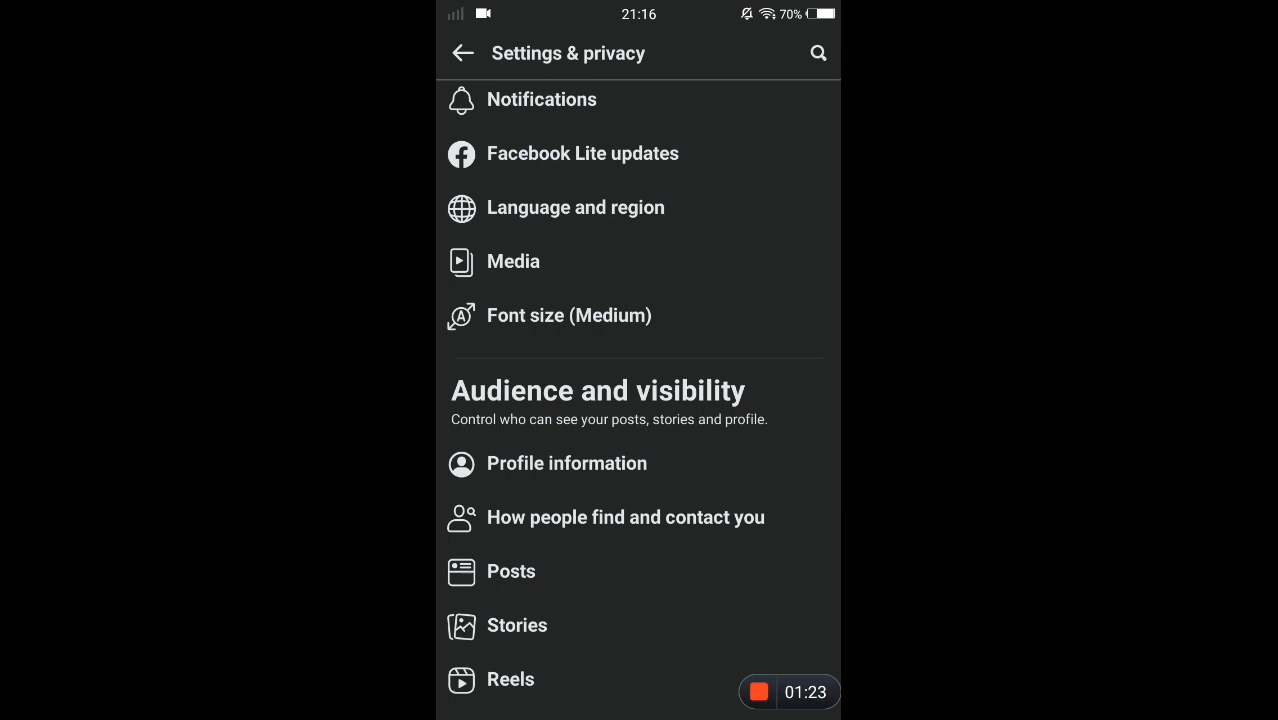 21:16
70%
Settings & privacy
Notifications
Facebook Lite updates
Language and region
Media
A
Font size (Medium)
Audience and visibility
Control who can see your posts, stories and profile.
Profile information
How people find and contact you
Posts
Stories
Reels
01:23